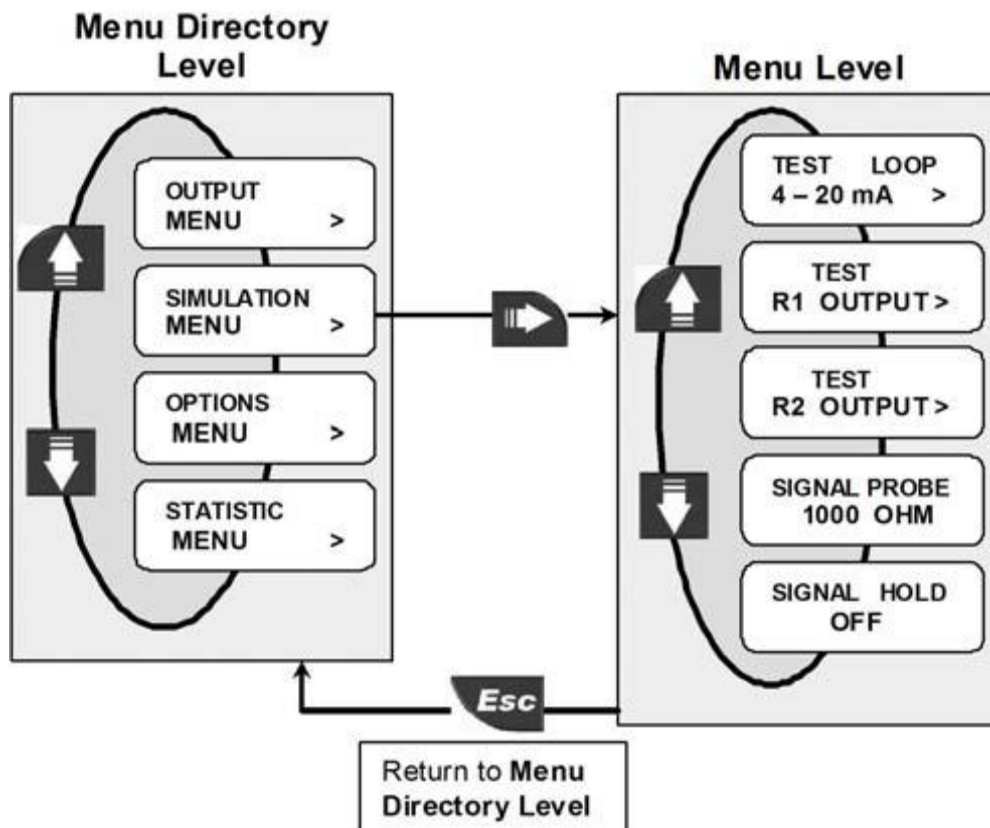 Menu Directory
Level
OUTPUT
MENU >
SIMULATION
MENU >
OPTIONS
MENU >
STATISTIC
MENU >
Menu Level
TEST LOOP
4 – 20 mA >
TEST
R1 OUTPUT >
TEST
R2 OUTPUT >
SIGNAL PROBE
1000 OHM
SIGNAL HOLD
OFF
Esc
Return to Menu
Directory Level